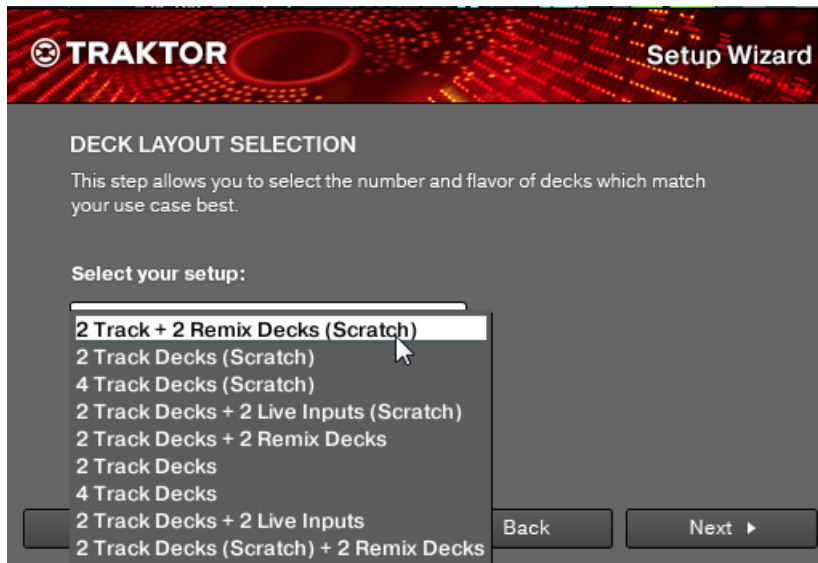 TRAKTOR
Setup Wizard
DECK LAYOUT SELECTION
This step allows you to select the number and flavor of decks which match
your use case best.
Select your setup:
2 Track + 2 Remix Decks (Scratch)
2 Track Decks (Scratch)
4 Track Decks (Scratch)
2 Track Decks + 2 Live Inputs (Scratch)
2 Track Decks + 2 Remix Decks
2 Track Decks
4 Track Decks
2 Track Decks + 2 Live Inputs
2 Track Decks (Scratch) + 2 Remix Decks
Back
Next